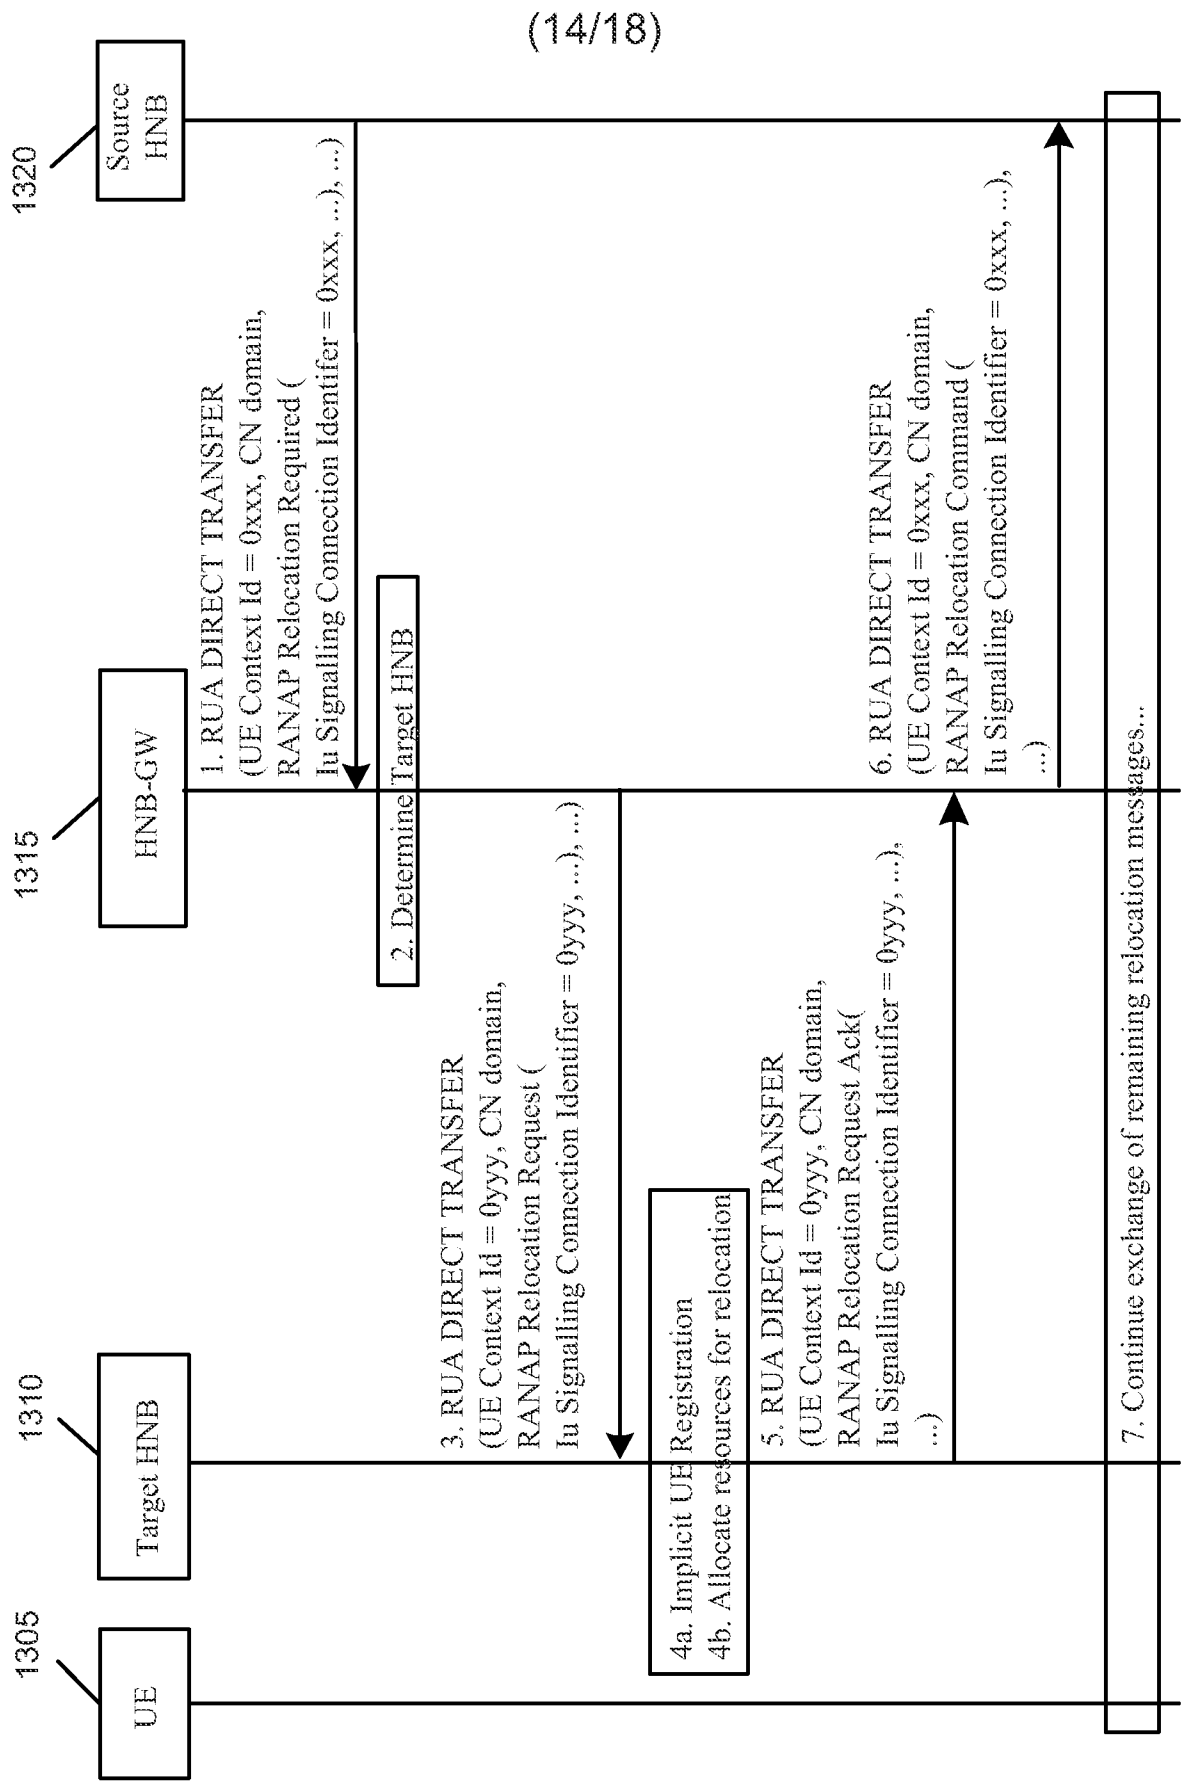 (14/18)
1305
1310
1315
1320
UE
Target HNB
HNB-GW
Source
HNB
1. RUA DIRECT TRANSFER
(UE Context Id = 0xxx, CN domain,
RANAP Relocation Required (
Iu Signalling Connection Identifer = 0xxx, ...), ...)
2. Determine Target HNB
3. RUA DIRECT TRANSFER
(UE Context Id = 0yyy, CN domain,
RANAP Relocation Request (
Iu Signalling Connection Identifier = 0yyy, ...), ...)
4a. Implicit UE Registration
4b. Allocate resources for relocation
5. RUA DIRECT TRANSFER
(UE Context Id = 0yyy, CN domain,
RANAP Relocation Request Ack(
Iu Signalling Connection Identifier = 0yyy, ...),
...)
6. RUA DIRECT TRANSFER
(UE Context Id = 0xxx, CN domain,
RANAP Relocation Command (
Iu Signalling Connection Identifier = 0xxx, ...),
...)
7. Continue exchange of remaining relocation messages...